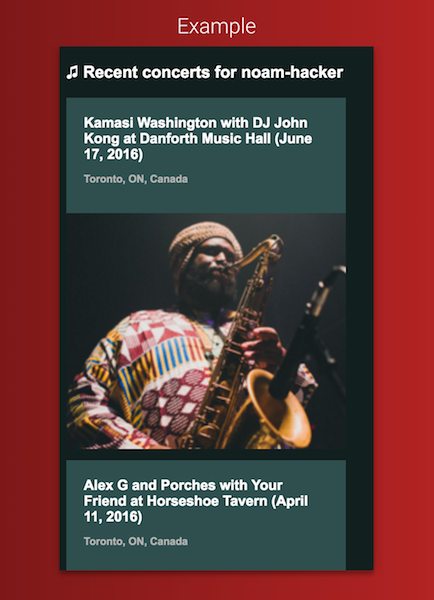 Example
♫ Recent concerts for noam-hacker
Kamasi Washington with DJ John
Kong at Danforth Music Hall (June
17, 2016)
Toronto, ON, Canada
Alex G and Porches with Your
Friend at Horseshoe Tavern (April
11, 2016)
Toronto, ON, Canada